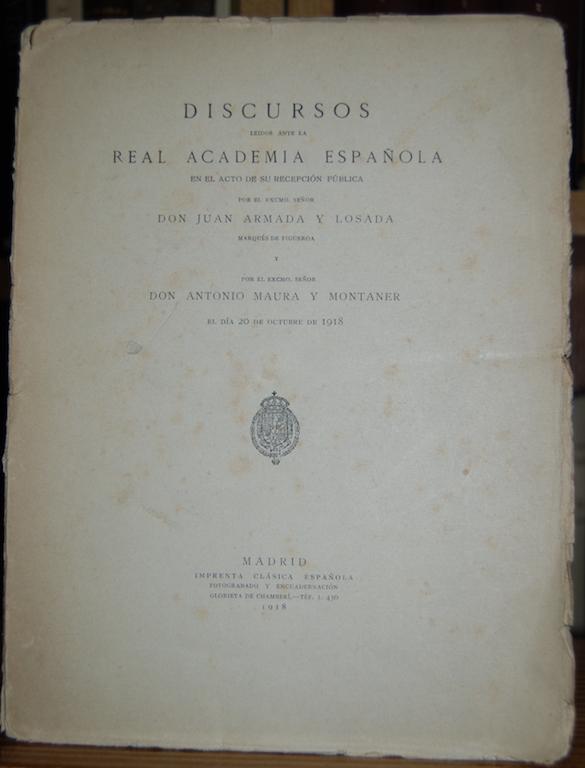 DISCURSOS
LEIDOS ANTE LA
REAL ACADEMIA ESPAÑOLA
EN EL ACTO DE SU RECEPCIÓN PÚBLICA
POR EL EXCMO. SEÑOR
DON JUAN ARMADA Y LOSADA
MARQUÉS DE FIGUEROA
Y
POR EL EXCMO. SEÑOR
DON ANTONIO MAURA Y MONTANER
EL DÍA 20 DE OCTUBRE DE 1918
MADRID
IMPRENTA CLÁSICA ESPAÑOLA
FOTOGRABADO Y ENCUADERNACIÓN
GLORIETA DE CHAMBERÍ.—TÉF. J. 430
1918